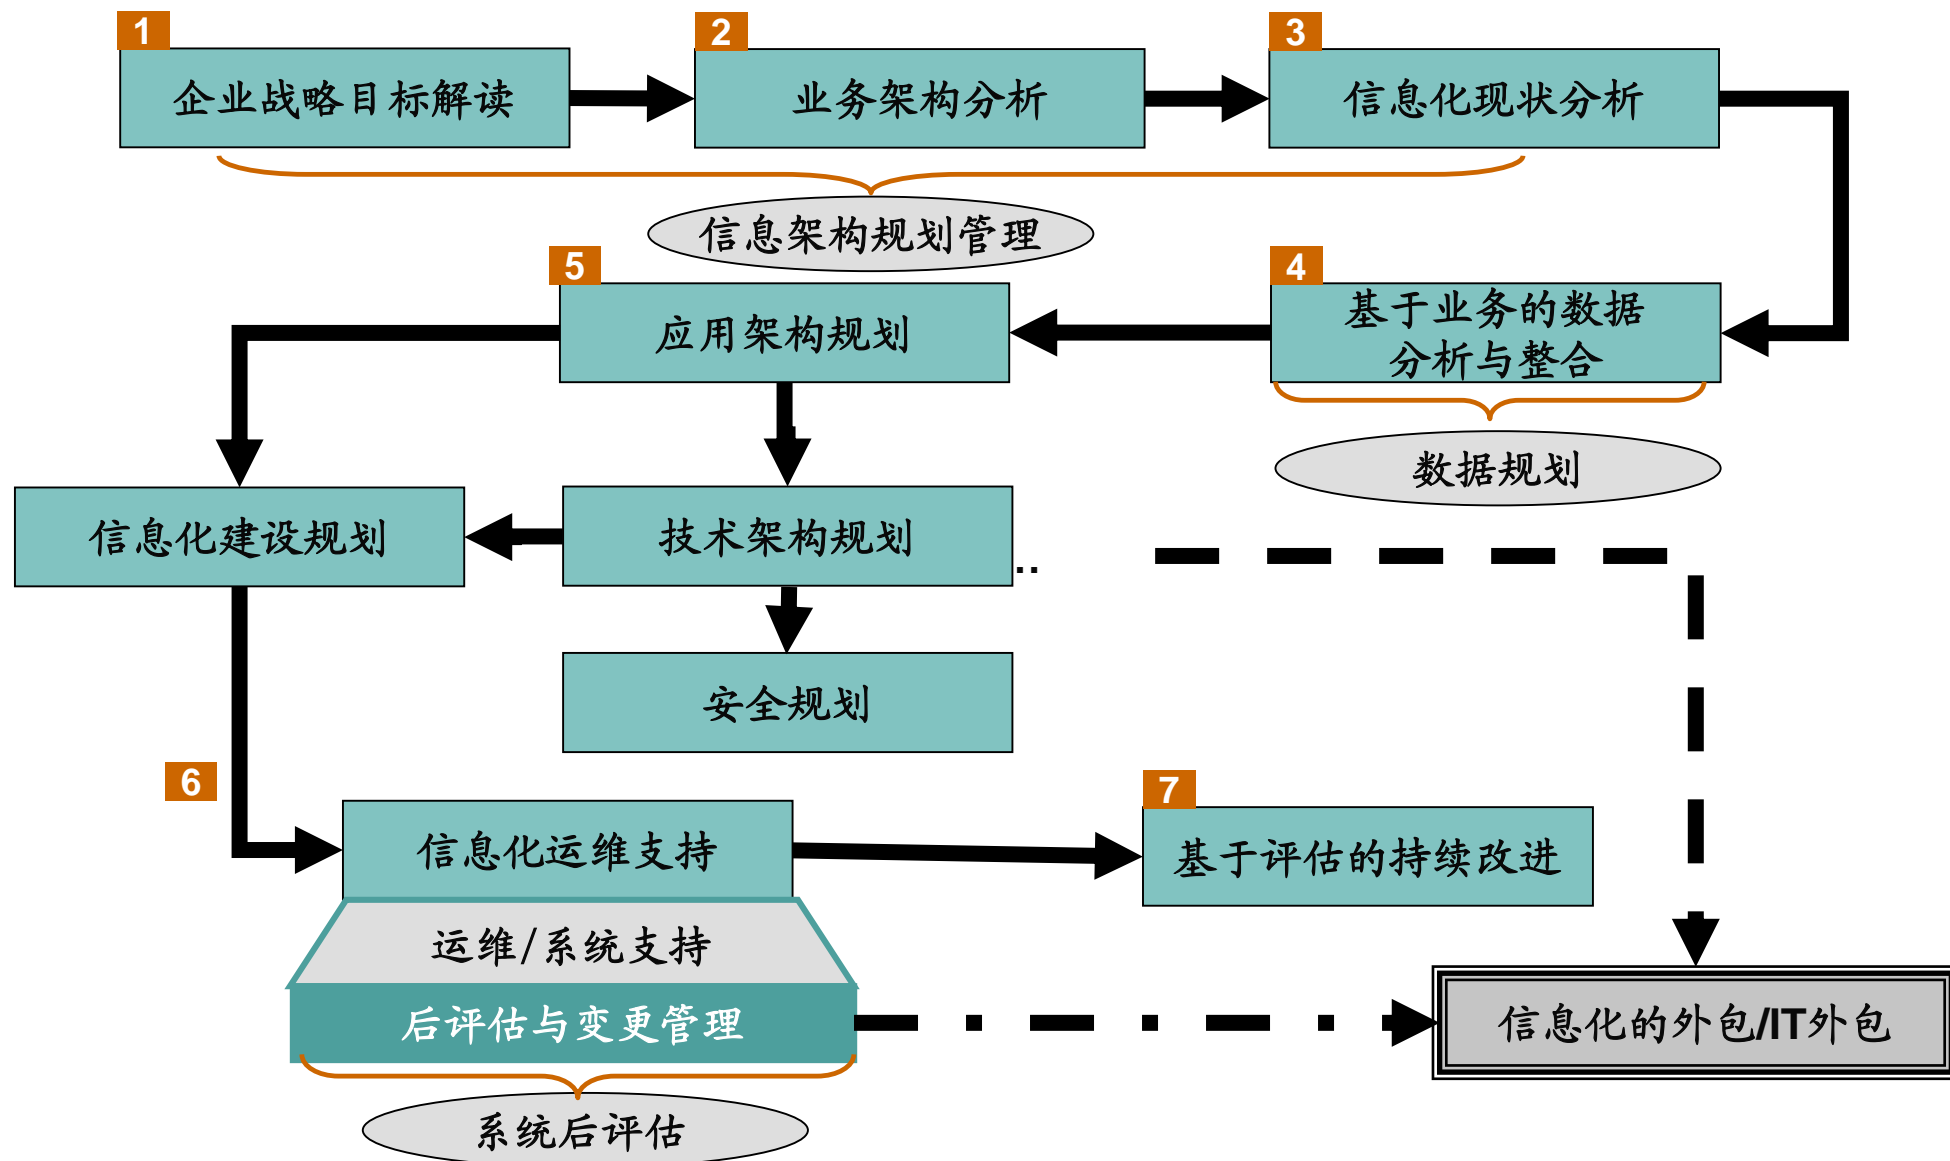 1
企业战略目标解读
2
业务架构分析
3
信息化现状分析
信息架构规划管理
5
应用架构规划
4
基于业务的数据
分析与整合
数据规划
信息化建设规划
技术架构规划
..
安全规划
6
信息化运维支持
7
基于评估的持续改进
运维/系统支持
后评估与变更管理
信息化的外包/IT外包
系统后评估